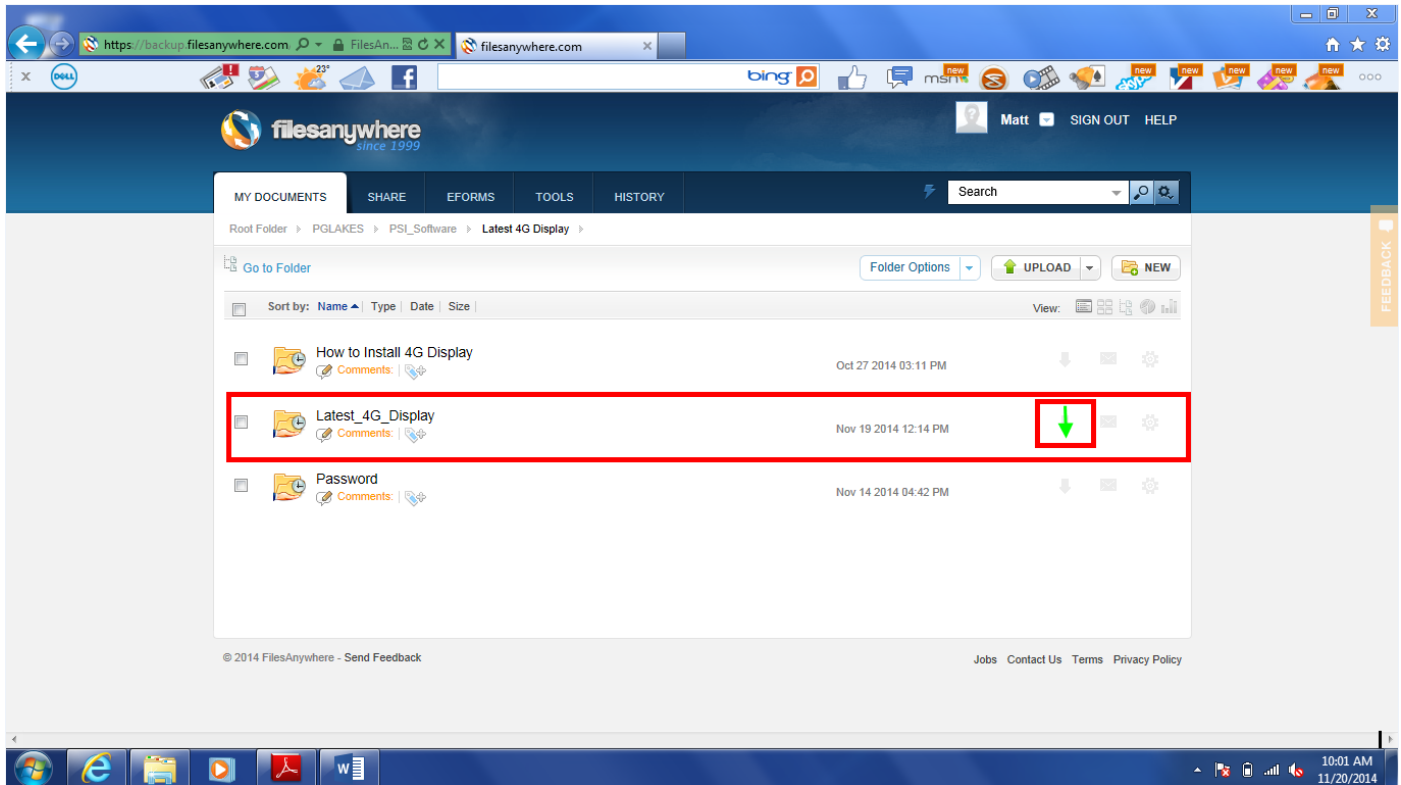 https://backup.filesanywhere.com
FilesAn...
filesanywhere.com
DELL
23°
bing
msn
new
new
new
new
new
filesanywhere
since 1999
Matt
SIGN OUT
HELP
MY DOCUMENTS
SHARE
EFORMS
TOOLS
HISTORY
Search
Root Folder
PGLAKES
PSI_Software
Latest 4G Display
FEEDBACK
Go to Folder
Folder Options
UPLOAD
NEW
Sort by: Name | Type | Date | Size |
View:
How to Install 4G Display
Comments: |
Oct 27 2014 03:11 PM
Latest_4G_Display
Comments: |
Nov 19 2014 12:14 PM
Password
Comments: |
Nov 14 2014 04:42 PM
© 2014 FilesAnywhere - Send Feedback
Jobs Contact Us Terms Privacy Policy
10:01 AM
11/20/2014